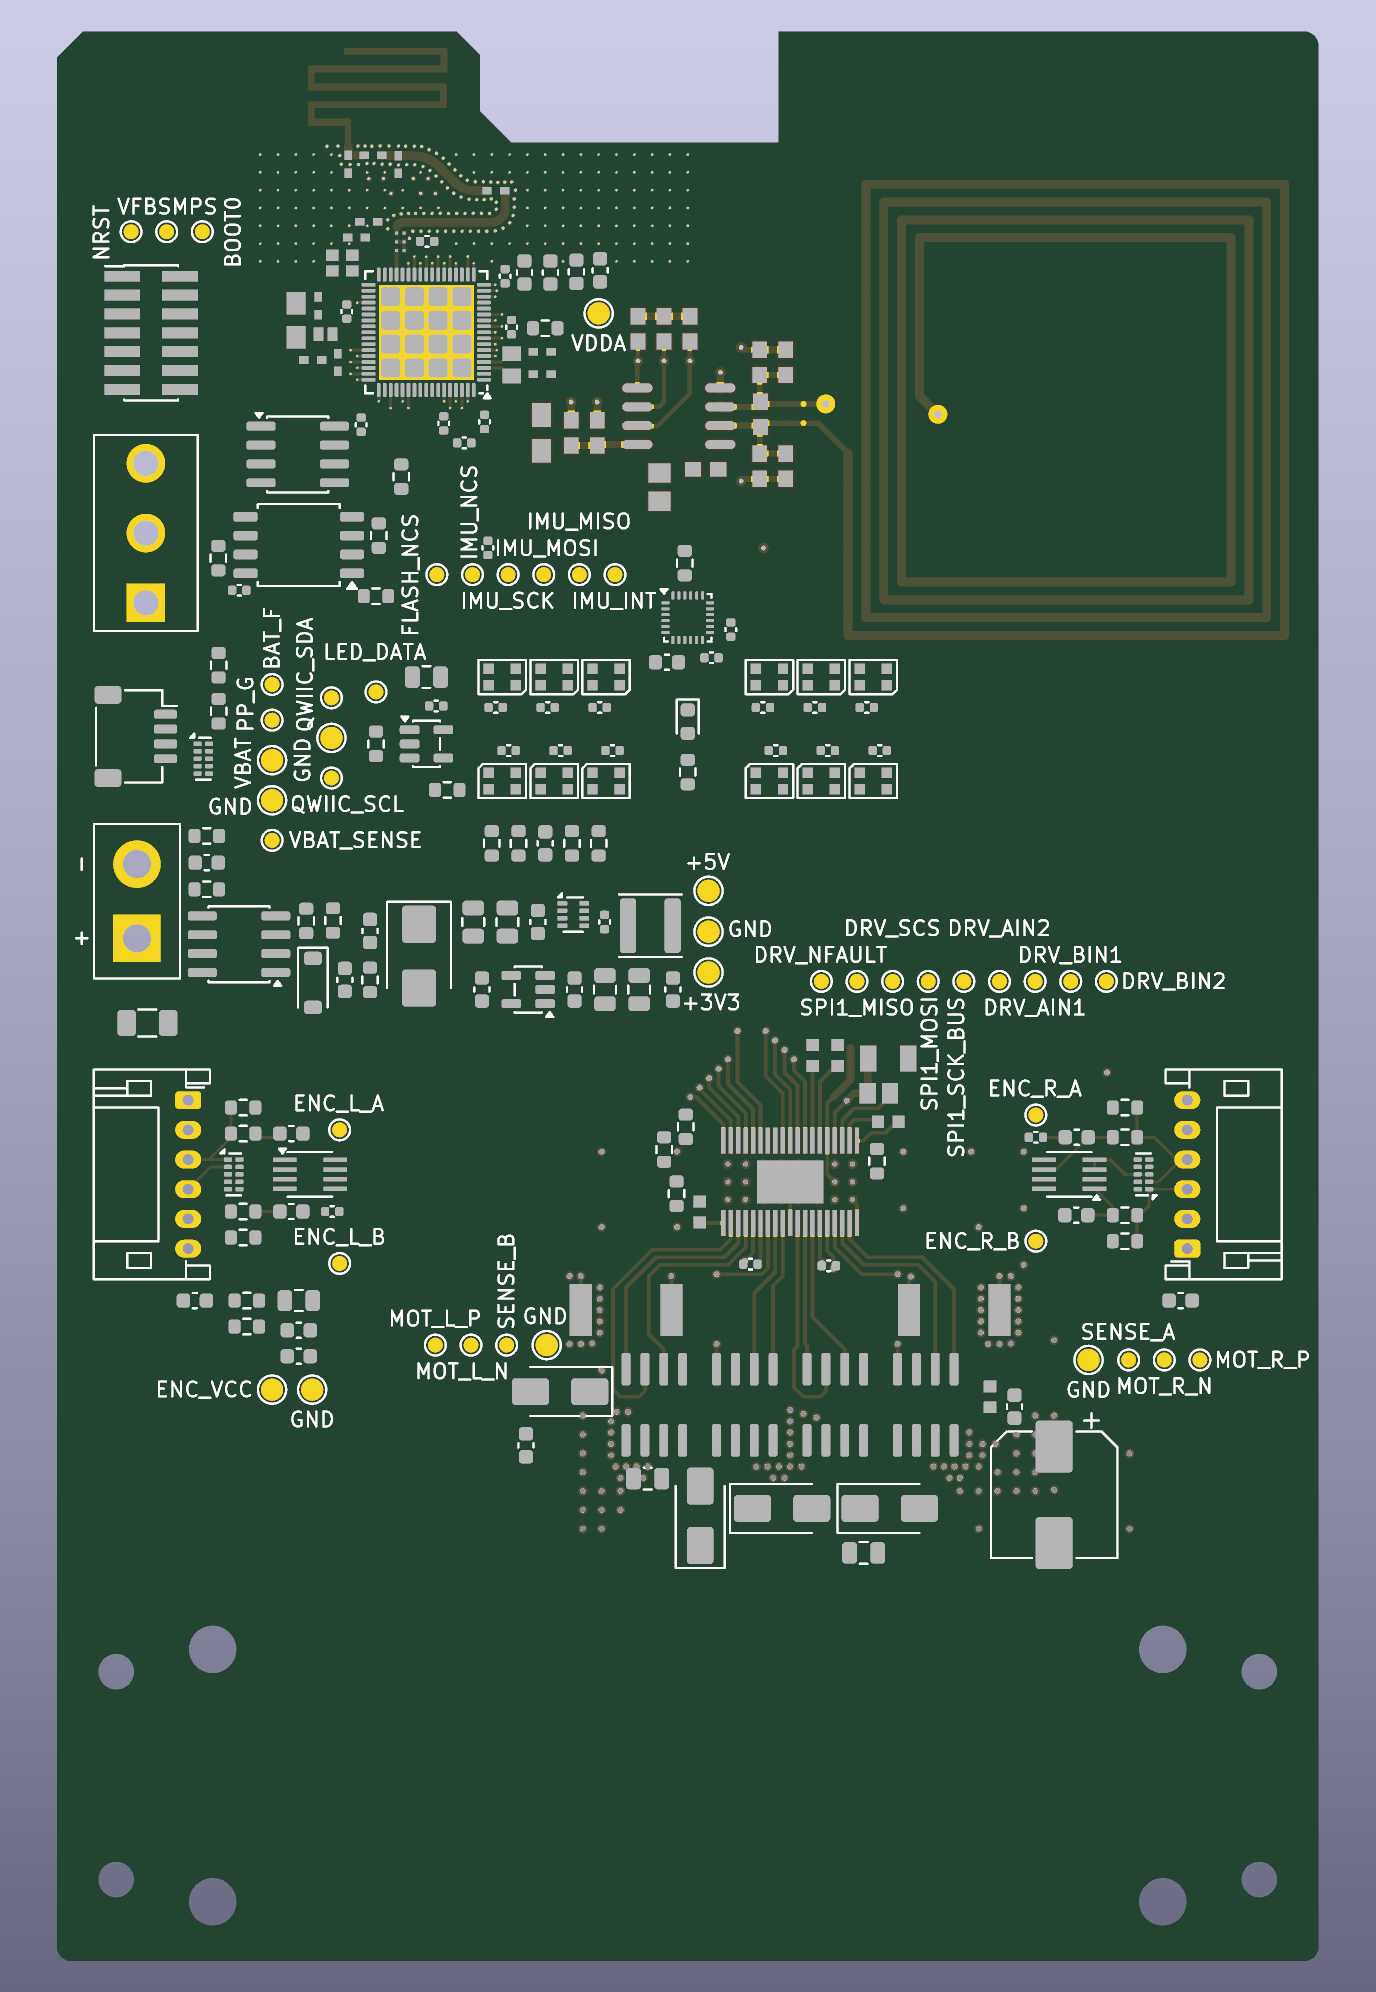 NRST
VFBSMPS
BOOT0
VDDA
IMU_NCS
FLASH_NCS
IMU_MISO
IMU_MOSI
IMU_SCK
IMU_INT
VBAT_F
QWIIC_SDA
LED_DATA
PP_G
VBAT
GND
GND
QWIIC_SCL
VBAT_SENSE
-
+
+5V
GND
+3V3
DRV_SCS
DRV_AIN2
DRV_NFAULT
DRV_BIN1
DRV_BIN2
SPI1_MISO
DRV_AIN1
SPI1_MOSI
SPI1_SCK_BUS
ENC_L_A
ENC_R_A
ENC_L_B
ENC_R_B
SENSE_B
MOT_L_P
GND
MOT_L_N
SENSE_A
MOT_R_P
GND
MOT_R_N
ENC_VCC
GND
+